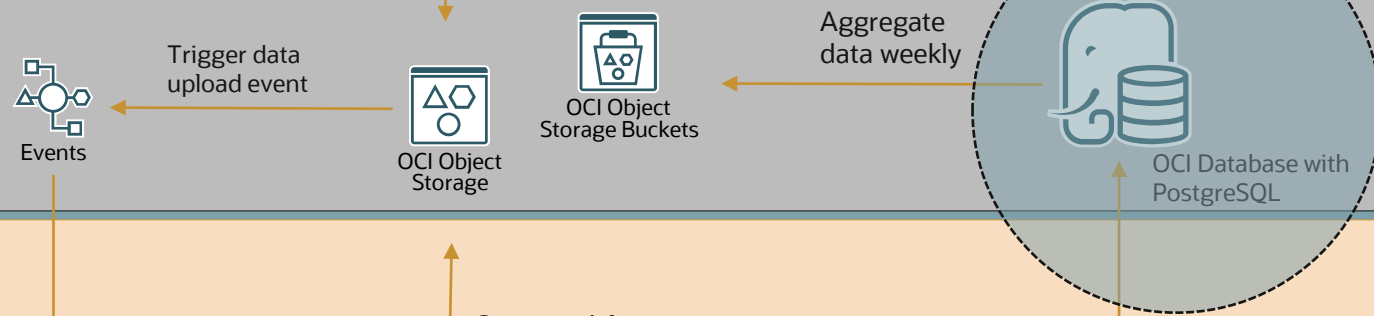 Trigger data
upload event
Events
OCI Object
Storage
OCI Object
Storage Buckets
Aggregate
data weekly
OCI Database with
PostgreSQL